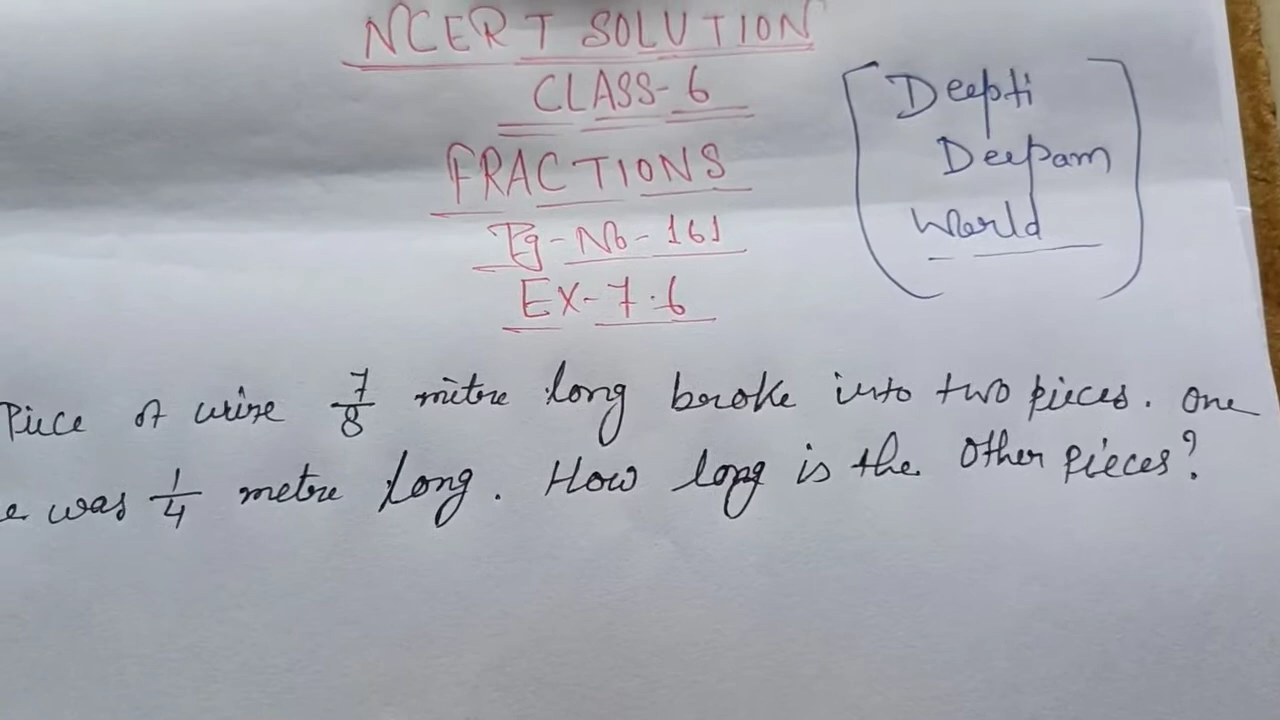 NCERT SOLUTION
CLASS-6
FRACTIONS
Pg-No-161
EX-7.6
Deepti
Deepam
World
Piece of wire 7/8 mitre long broke into two pieces. One
e was 1/4 metre long. How long is the Other pieces?